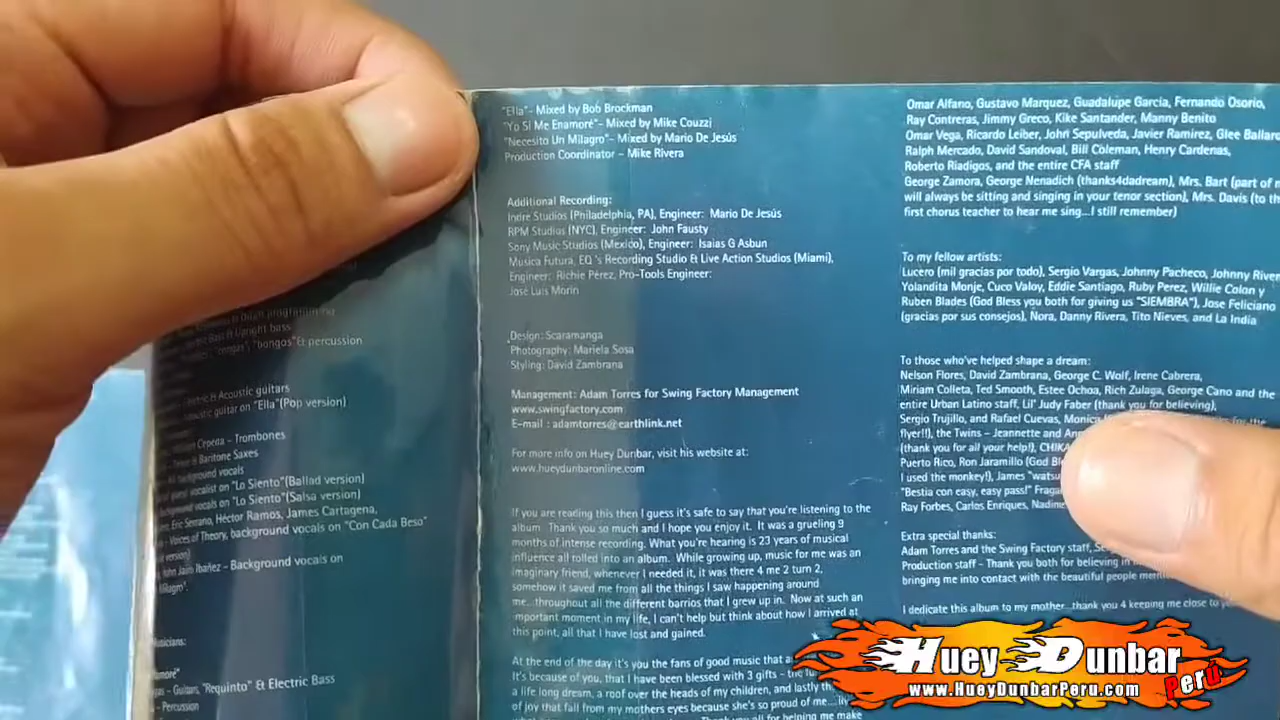 "bongos"& percussion
Electric & Acoustic guitars
acoustic guitar on "Ella"(Pop version)
- Trombones
& Baritone Saxes
background vocals
vocalist on "Lo Siento"(Ballad version)
background vocals on "Lo Siento"(Salsa version)
Eric Serrano, Héctor Ramos, James Cartagena,
- Voices of Theory, background vocals on "Con Cada Beso"
version)
John Jairo Ibañez - Background vocals on
Milagro".
Musicians:
- Guitars, "Requinto" & Electric Bass
- Percussion
"Ella"- Mixed by Bob Brockman
"Yo Si Me Enamoré"- Mixed by Mike Couzzi
"Necesito Un Milagro"- Mixed by Mario De Jesús
Production Coordinator - Mike Rivera
Additional Recording:
Indre Studios (Philadelphia, PA), Engineer: Mario De Jesús
RPM Studios (NYC), Engineer: John Fausty
Sony Music Studios (Mexico), Engineer: Isaias G Asbun
Musica Futura, EQ 's Recording Studio & Live Action Studios (Miami),
Engineer: Richie Pérez, Pro-Tools Engineer:
José Luis Morin
Design: Scaramanga
Photography: Mariela Sosa
Styling: David Zambrana
Management: Adam Torres for Swing Factory Management
www.swingfactory.com
E-mail : adamtorres@earthlink.net
For more info on Huey Dunbar, visit his website at:
www.hueydunbaronline.com
If you are reading this then I guess it's safe to say that you're listening to the
album. Thank you so much and I hope you enjoy it. It was a grueling 9
months of intense recording. What you're hearing is 23 years of musical
influence all rolled into an album. While growing up, music for me was an
imaginary friend, whenever I needed it, it was there 4 me 2 turn 2,
somehow it saved me from all the things I saw happening around
me...throughout all the different barrios that I grew up in. Now at such an
important moment in my life, I can't help but think about how I arrived at
this point, all that I have lost and gained.
At the end of the day it's you the fans of good music that
It's because of you, that I have been blessed with 3 gifts - the
a life long dream, a roof over the heads of my children, and lastly
of joy that fall from my mothers eyes because she's so proud of me...
for helping me make
Omar Alfano, Gustavo Marquez, Guadalupe Garcia, Fernando Osorio,
Ray Contreras, Jimmy Greco, Kike Santander, Manny Benito
Omar Vega, Ricardo Leiber, John Sepulveda, Javier Ramirez, Glee
Ralph Mercado, David Sandoval, Bill Coleman, Henry Cardenas,
Roberto Riadigos, and the entire CFA staff
George Zamora, George Nenadich (thanks4dadream), Mrs. Bart (part of
will always be sitting and singing in your tenor section), Mrs. Davis (to
first chorus teacher to hear me sing...I still remember)
To my fellow artists:
Lucero (mil gracias por todo), Sergio Vargas, Johnny Pacheco, Johnny
Yolandita Monje, Cuco Valoy, Eddie Santiago, Ruby Perez, Willie Colon y
Ruben Blades (God Bless you both for giving us "SIEMBRA"), Jose Feliciano
(gracias por sus consejos), Nora, Danny Rivera, Tito Nieves, and La India
To those who've helped shape a dream:
Nelson Flores, David Zambrana, George C. Wolf, Irene Cabrera,
Miriam Colleta, Ted Smooth, Estee Ochoa, Rich Zulaga, George Cano and the
entire Urban Latino staff, Lil' Judy Faber (thank you for believing),
Sergio Trujillo, and Rafael Cuevas, for the
flyer!!), the Twins - Jeannette and
(thank you for all your help!),
Puerto Rico, Ron Jaramillo (God
I used the monkey!), James
"Bestia con easy, easy pass!"
Ray Forbes, Carlos Enriques,
Extra special thanks:
Adam Torres and the Swing Factory staff,
Production staff - Thank you both for believing in
bringing me into contact with the beautiful people
I dedicate this album to my mother...thank you 4 keeping me close to
Huey Dunbar
Perú
www.HueyDunbarPeru.com